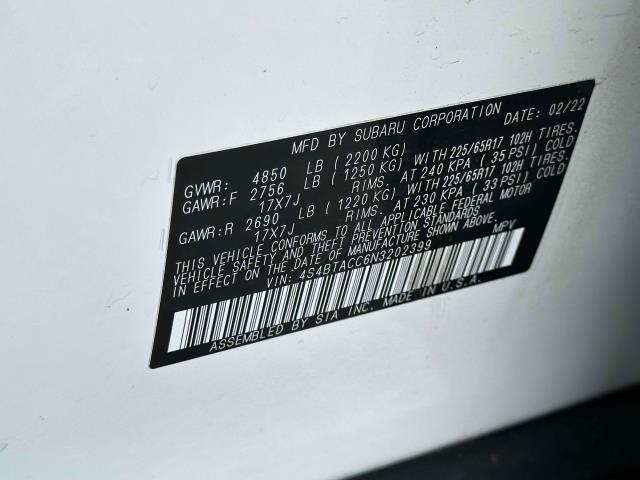 MFD BY SUBARU CORPORATION DATE: 02/22
GVWR: 4850 LB ( 2200 KG)
GAWR:F 2756 LB ( 1250 KG) WITH 225/65R17 102H TIRES.
17X7J RIMS. AT 240 KPA ( 35 PSI) COLD
GAWR:R 2690 LB ( 1220 KG) WITH 225/65R17 102H TIRES.
17X7J RIMS. AT 230 KPA ( 33 PSI) COLD
THIS VEHICLE CONFORMS TO ALL APPLICABLE FEDERAL MOTOR
VEHICLE SAFETY AND THEFT PREVENTION STANDARDS
IN EFFECT ON THE DATE OF MANUFACTURE SHOWN ABOVE.
VIN: 4S4BTACC6N3202399 MPV
ASSEMBLED BY SIA INC. MADE IN U.S.A.